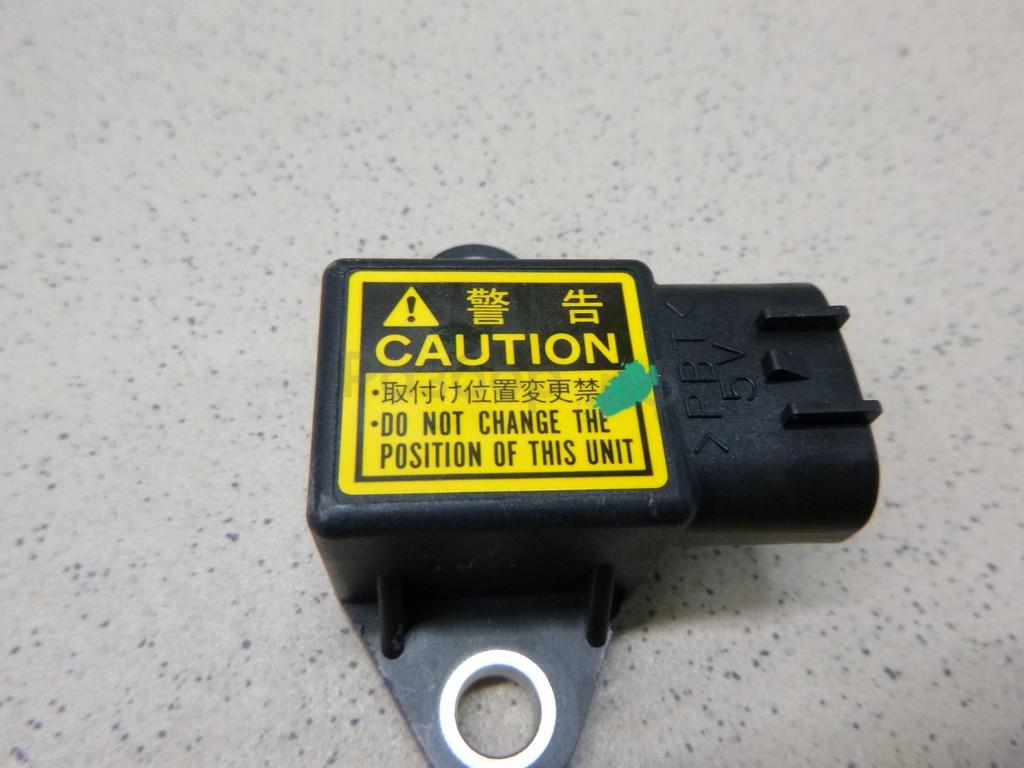 警告
CAUTION
・取付け位置変更禁
・DO NOT CHANGE THE
POSITION OF THIS UNIT
>PBT<
5V